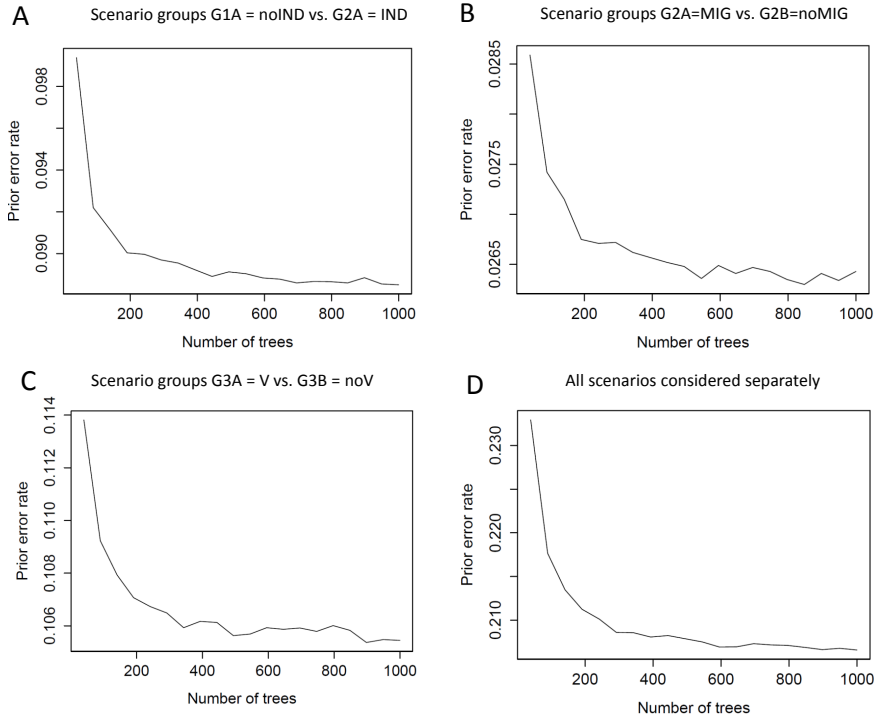 A
Scenario groups G1A = noIND vs. G2A = IND
0.098
0.094
0.090
Prior error rate
200
400
600
800
1000
Number of trees
B
Scenario groups G2A=MIG vs. G2B=noMIG
0.0285
0.0275
0.0265
Prior error rate
200
400
600
800
1000
Number of trees
C
Scenario groups G3A = V vs. G3B = noV
0.114
0.112
0.110
0.108
0.106
Prior error rate
200
400
600
800
1000
Number of trees
D
All scenarios considered separately
0.230
0.220
0.210
Prior error rate
200
400
600
800
1000
Number of trees